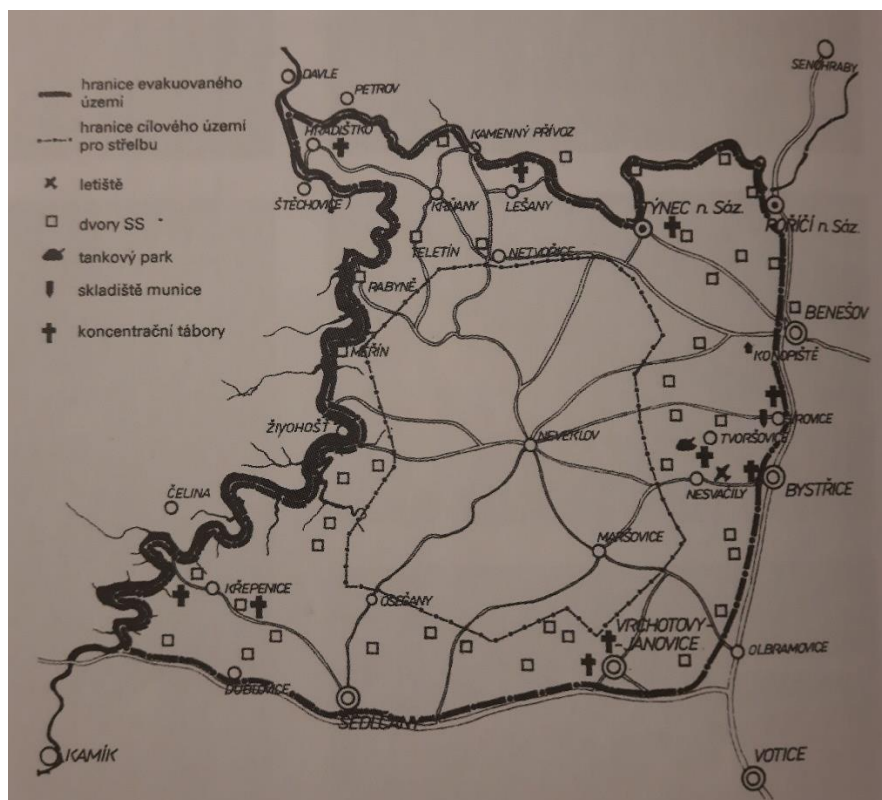 hranice evakuovaného
území
hranice cílového území
pro střelbu
letiště
dvory SS
tankový park
skladiště munice
koncentrační tábory
DAVLE
PETROV
SENOHRABY
HRADIŠTKO
KAMENNÝ PŘÍVOZ
ŠTĚCHOVICE
KRŇANY
LEŠANY
TÝNEC n. Sáz.
POŘÍČÍ n. Sáz.
TELETÍN
NETVOŘICE
RABYNĚ
BENEŠOV
KONOPIŠTĚ
MĚŘÍN
ŽIVOHOŠŤ
NEVEKLOV
TVORŠOVICE
NESVAČILY
BYSTŘICE
ČELINA
MARŠOVICE
KŘEPENICE
OSEČANY
VRCHOTOVY-
-JANOVICE
OLBRAMOVICE
DUBLOVICE
SEDLČANY
KAMÍK
VOTICE